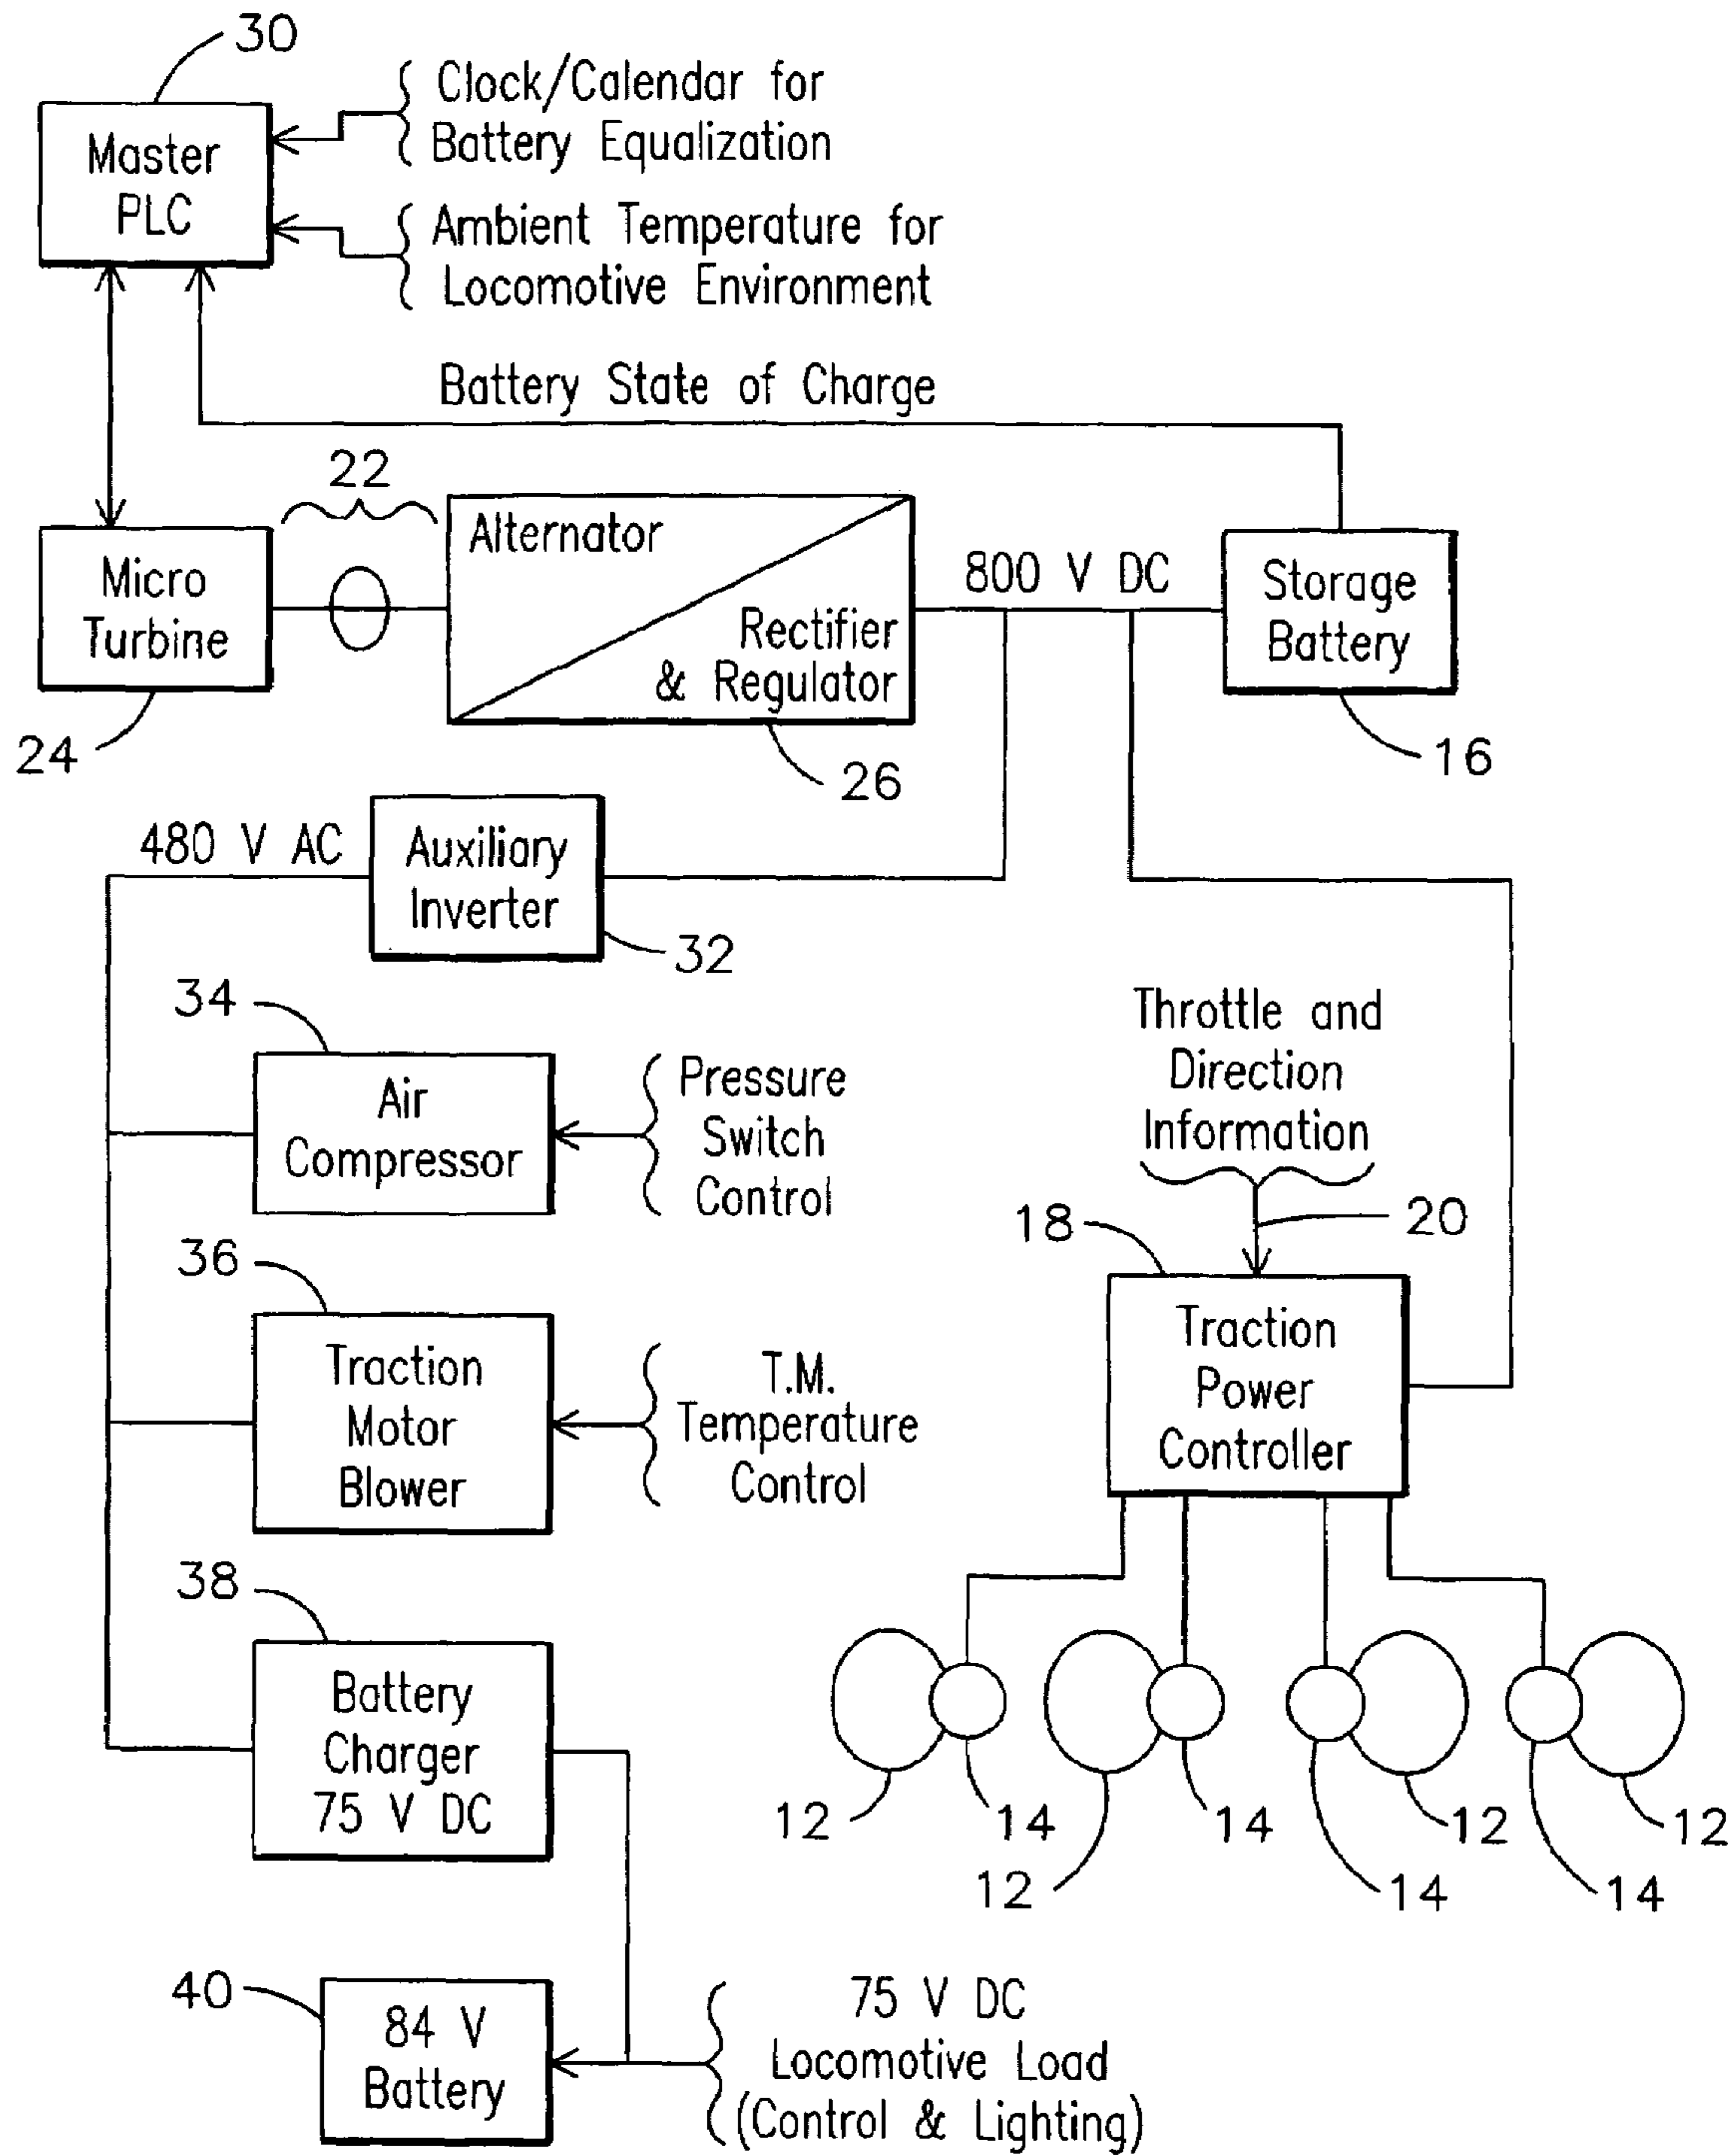 30
Master
PLC
Clock/Calendar for
Battery Equalization
Ambient Temperature for
Locomotive Environment
Battery State of Charge
22
Micro
Turbine
24
Alternator
Rectifier
& Regulator
26
800 V DC
Storage
Battery
16
480 V AC
Auxiliary
Inverter
32
34
Air
Compressor
Pressure
Switch
Control
36
Traction
Motor
Blower
T.M.
Temperature
Control
38
Battery
Charger
75 V DC
40
84 V
Battery
75 V DC
Locomotive Load
(Control & Lighting)
Throttle and
Direction
Information
18
20
Traction
Power
Controller
12
14
12
14
14
12
14
12